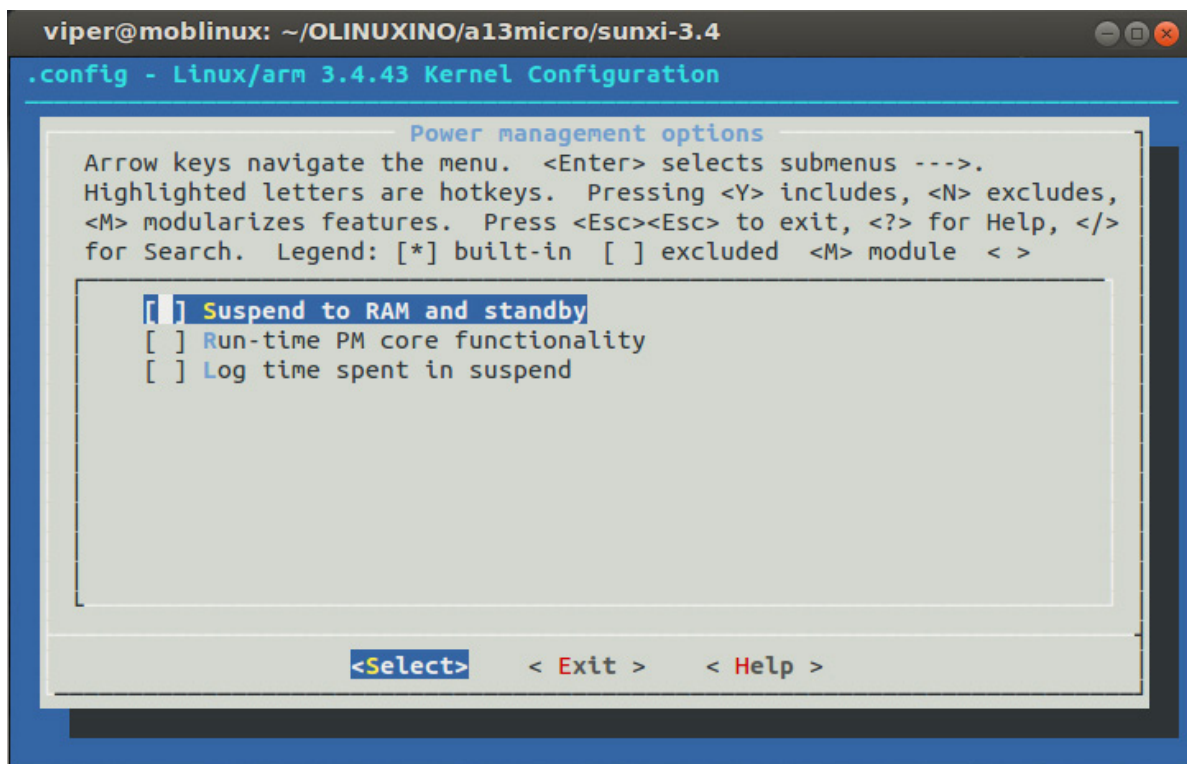 viper@moblinux: ~/OLINUXINO/a13micro/sunxi-3.4
.config - Linux/arm 3.4.43 Kernel Configuration
Power management options
Arrow keys navigate the menu.  <Enter> selects submenus --->.
Highlighted letters are hotkeys.  Pressing <Y> includes, <N> excludes,
<M> modularizes features.  Press <Esc><Esc> to exit, <?> for Help, </>
for Search.  Legend: [*] built-in  [ ] excluded  <M> module  < >
[ ] Suspend to RAM and standby
[ ] Run-time PM core functionality
[ ] Log time spent in suspend
<Select>    < Exit >    < Help >